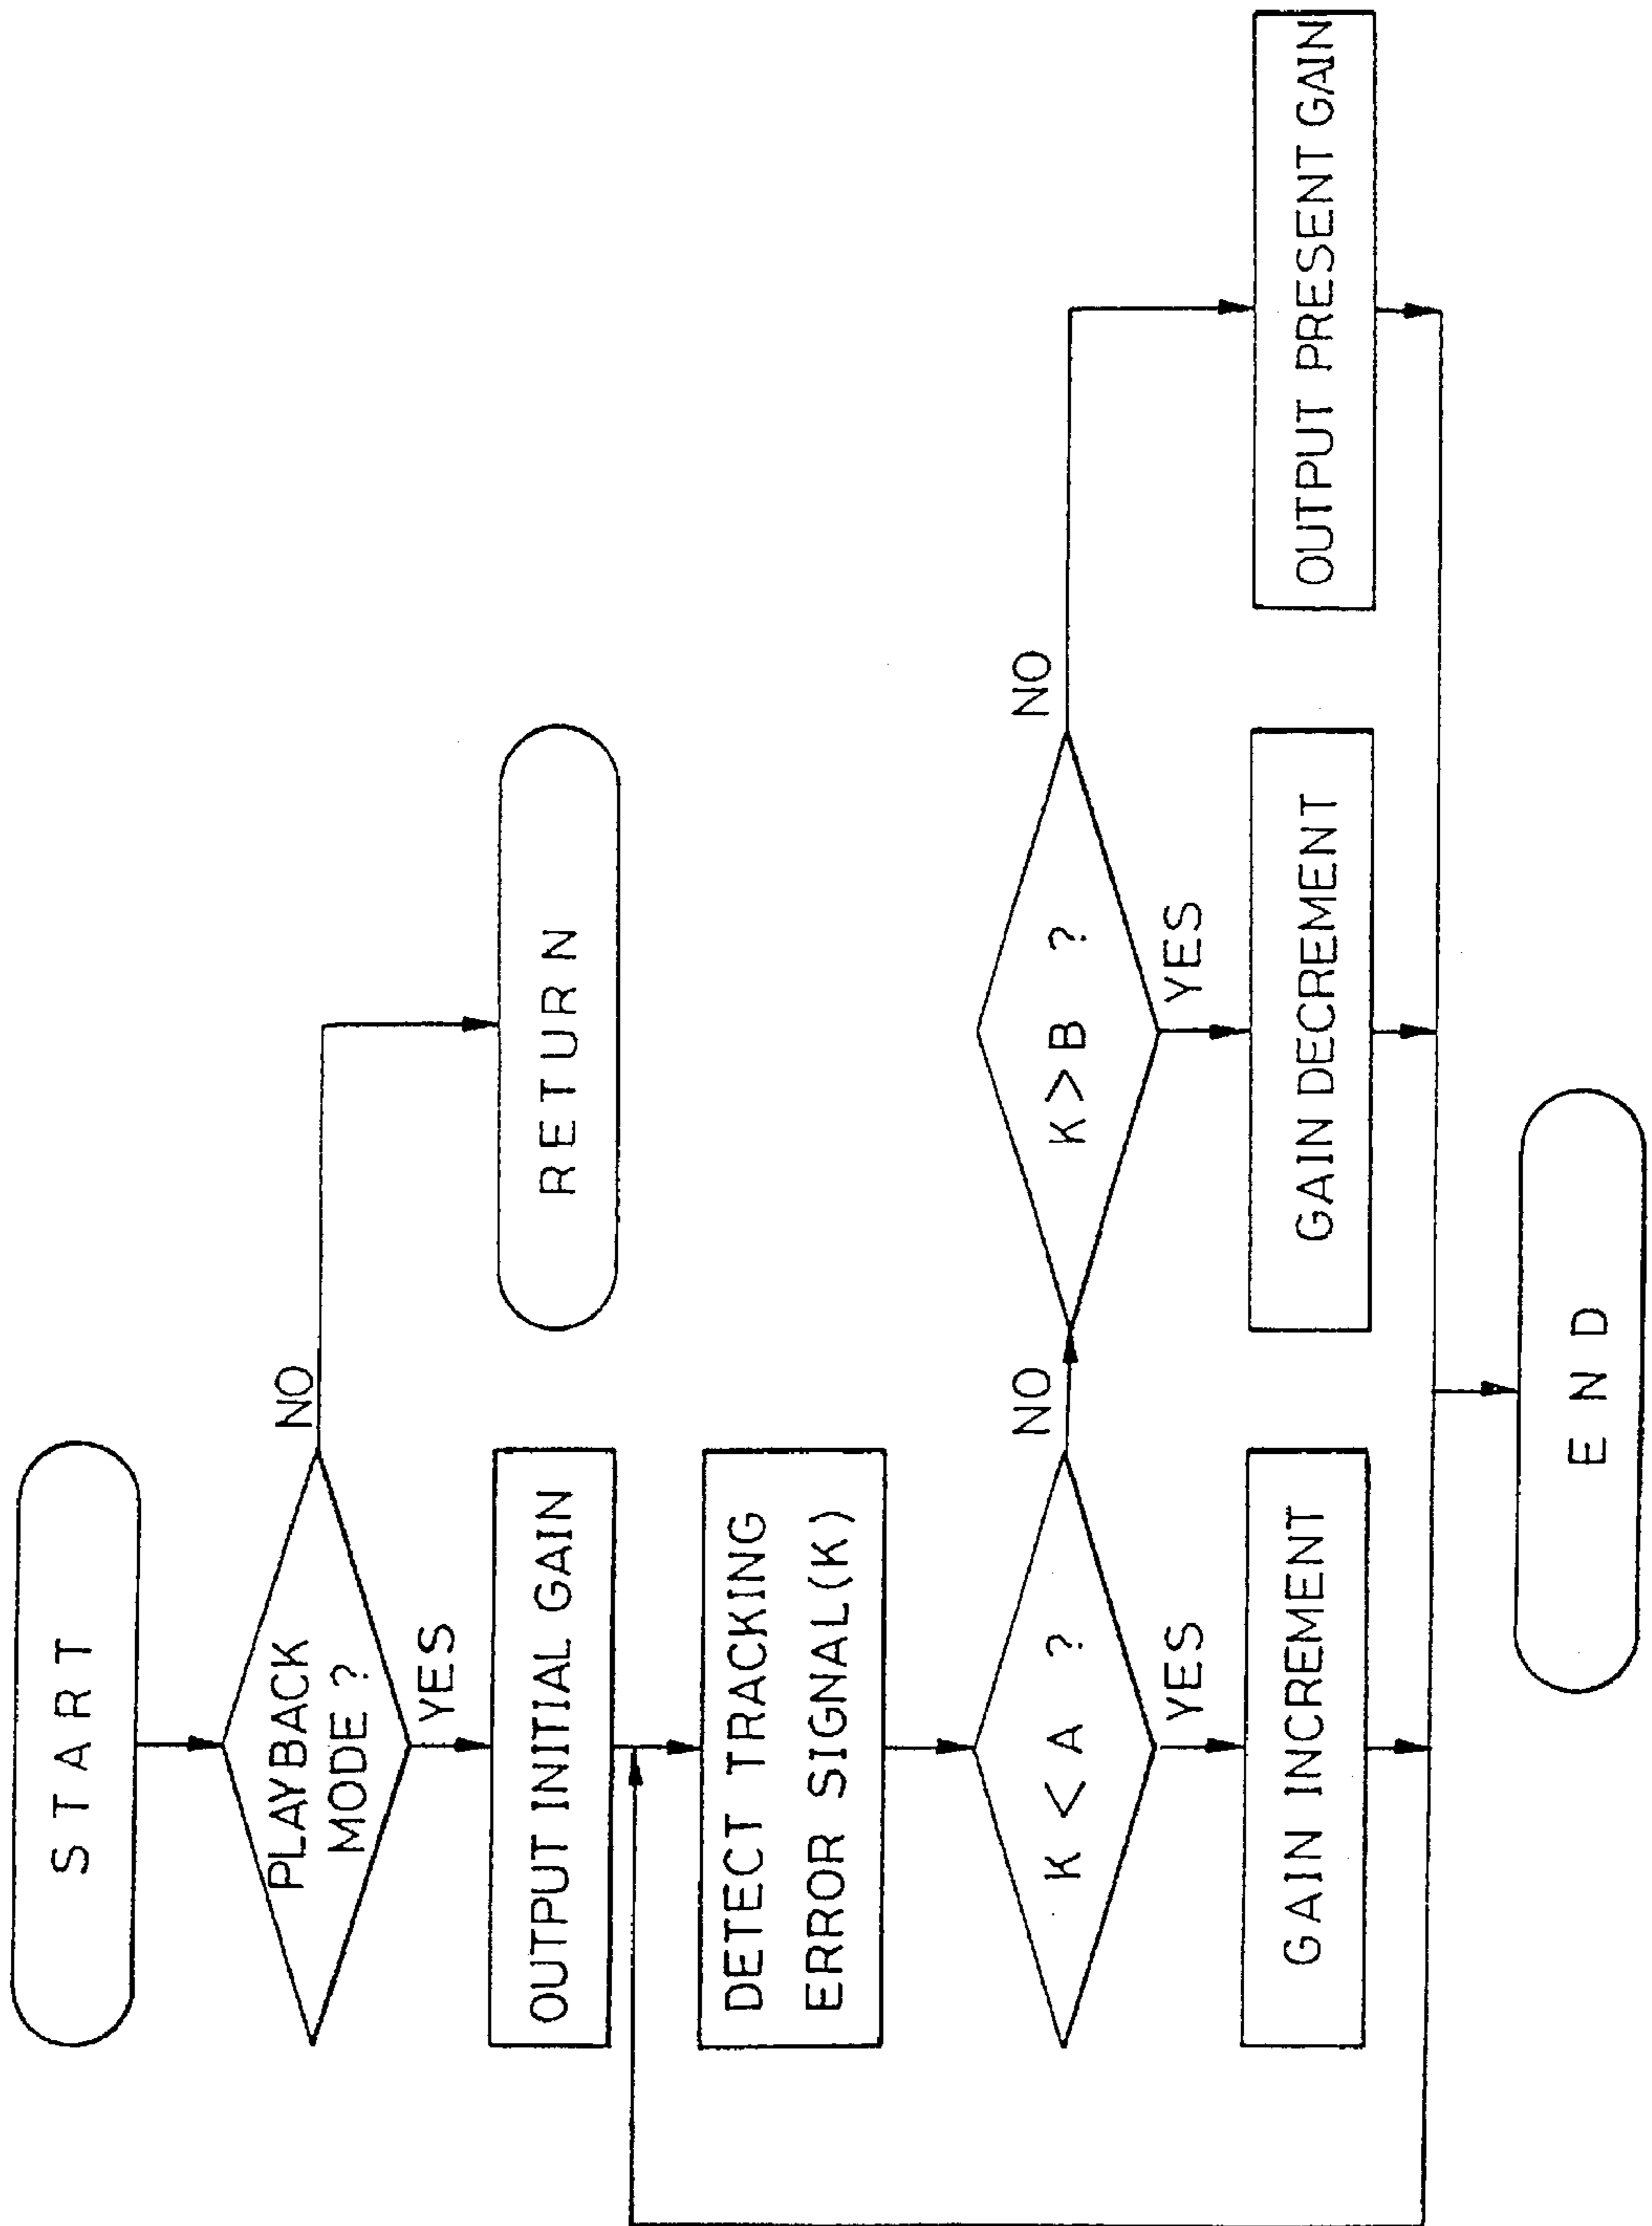 START
PLAYBACK
MODE ?
NO
YES
RETURN
OUTPUT INITIAL GAIN
DETECT TRACKING
ERROR SIGNAL(K)
K < A ?
NO
YES
K > B ?
NO
YES
GAIN INCREMENT
GAIN DECREMENT
OUTPUT PRESENT GAIN
END